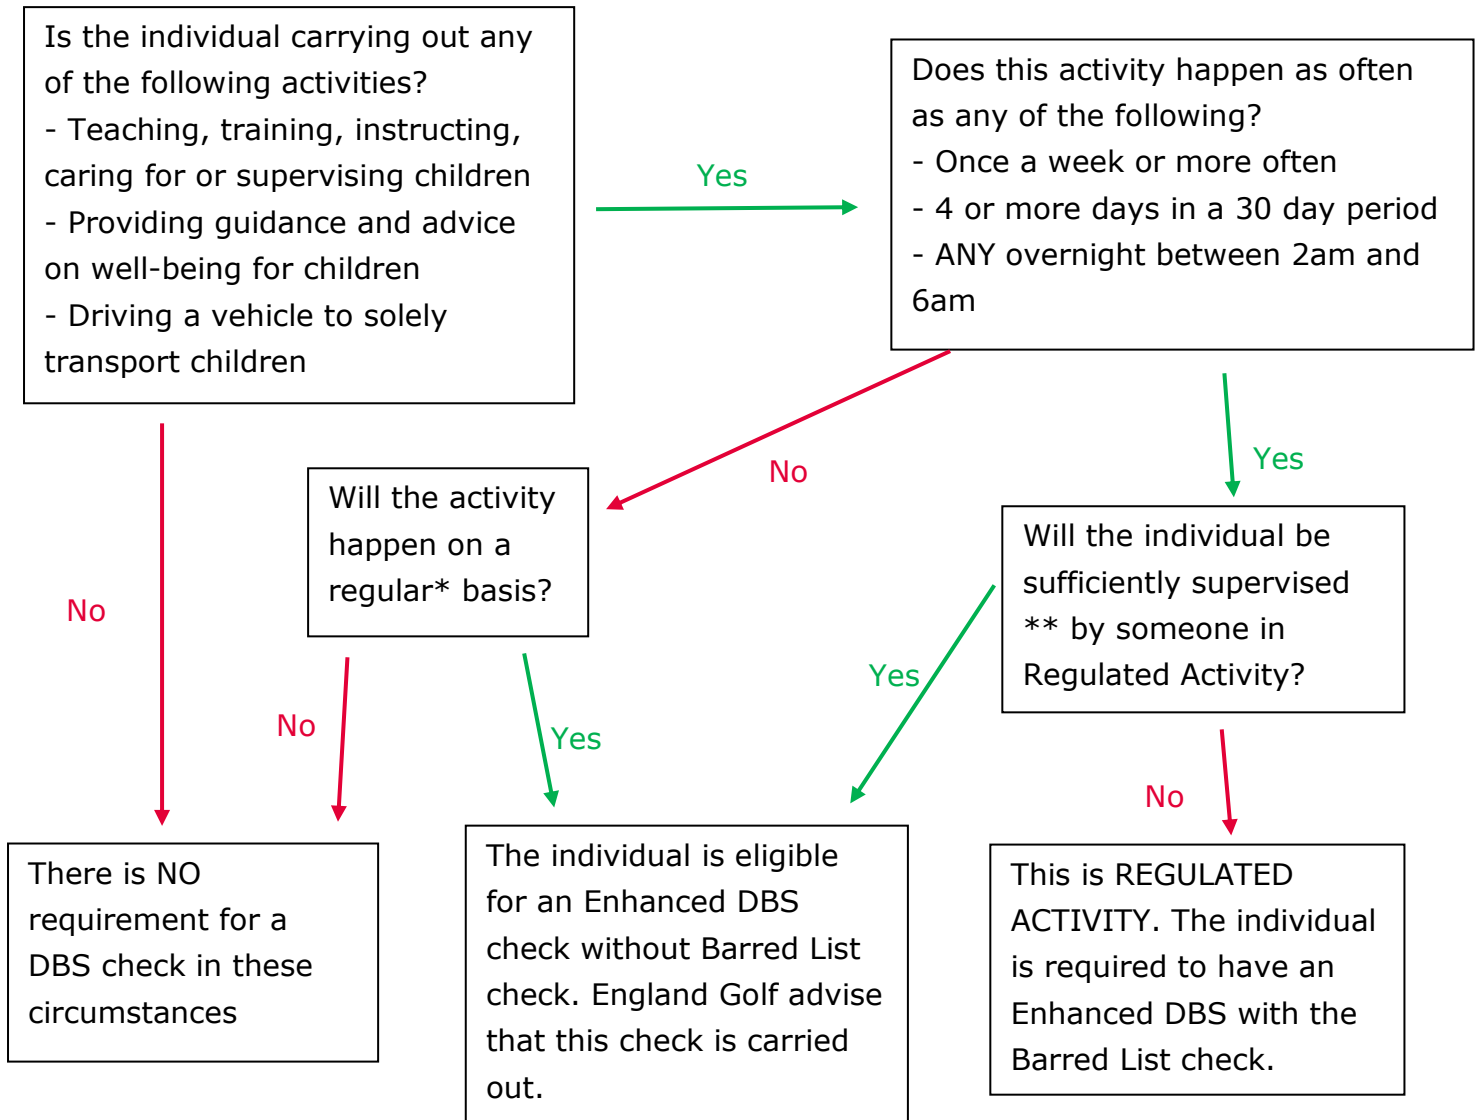 Is the individual carrying out any
of the following activities?
- Teaching, training, instructing,
caring for or supervising children
- Providing guidance and advice
on well-being for children
- Driving a vehicle to solely
transport children
Yes
Does this activity happen as often
as any of the following?
- Once a week or more often
- 4 or more days in a 30 day period
- ANY overnight between 2am and
6am
No
Yes
No
Will the activity
happen on a
regular* basis?
Will the individual be
sufficiently supervised
** by someone in
Regulated Activity?
No
Yes
Yes
No
There is NO
requirement for a
DBS check in these
circumstances
The individual is eligible
for an Enhanced DBS
check without Barred List
check. England Golf advise
that this check is carried
out.
This is REGULATED
ACTIVITY. The individual
is required to have an
Enhanced DBS with the
Barred List check.